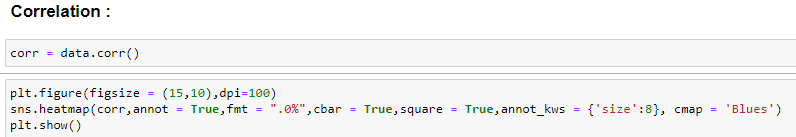 Correlation :
corr = data.corr()
plt.figure(figsize = (15,10),dpi=100)
sns.heatmap(corr,annot = True,fmt = ".0%",cbar = True,square = True,annot_kws = {'size':8}, cmap = 'Blues')
plt.show()